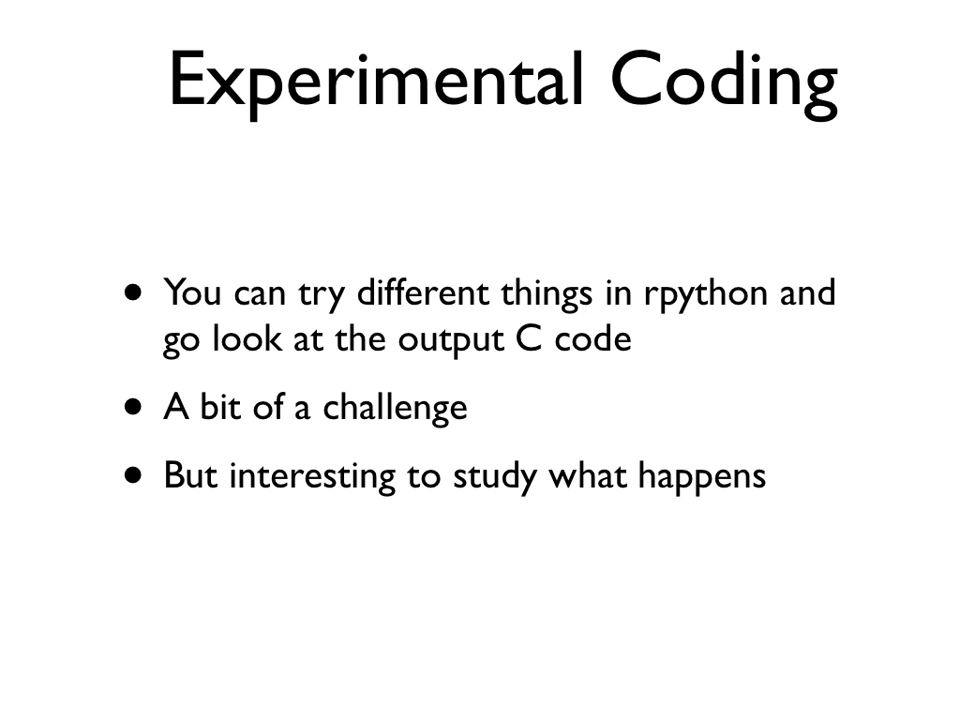 Experimental Coding
• You can try different things in rpython and
go look at the output C code
• A bit of a challenge
• But interesting to study what happens